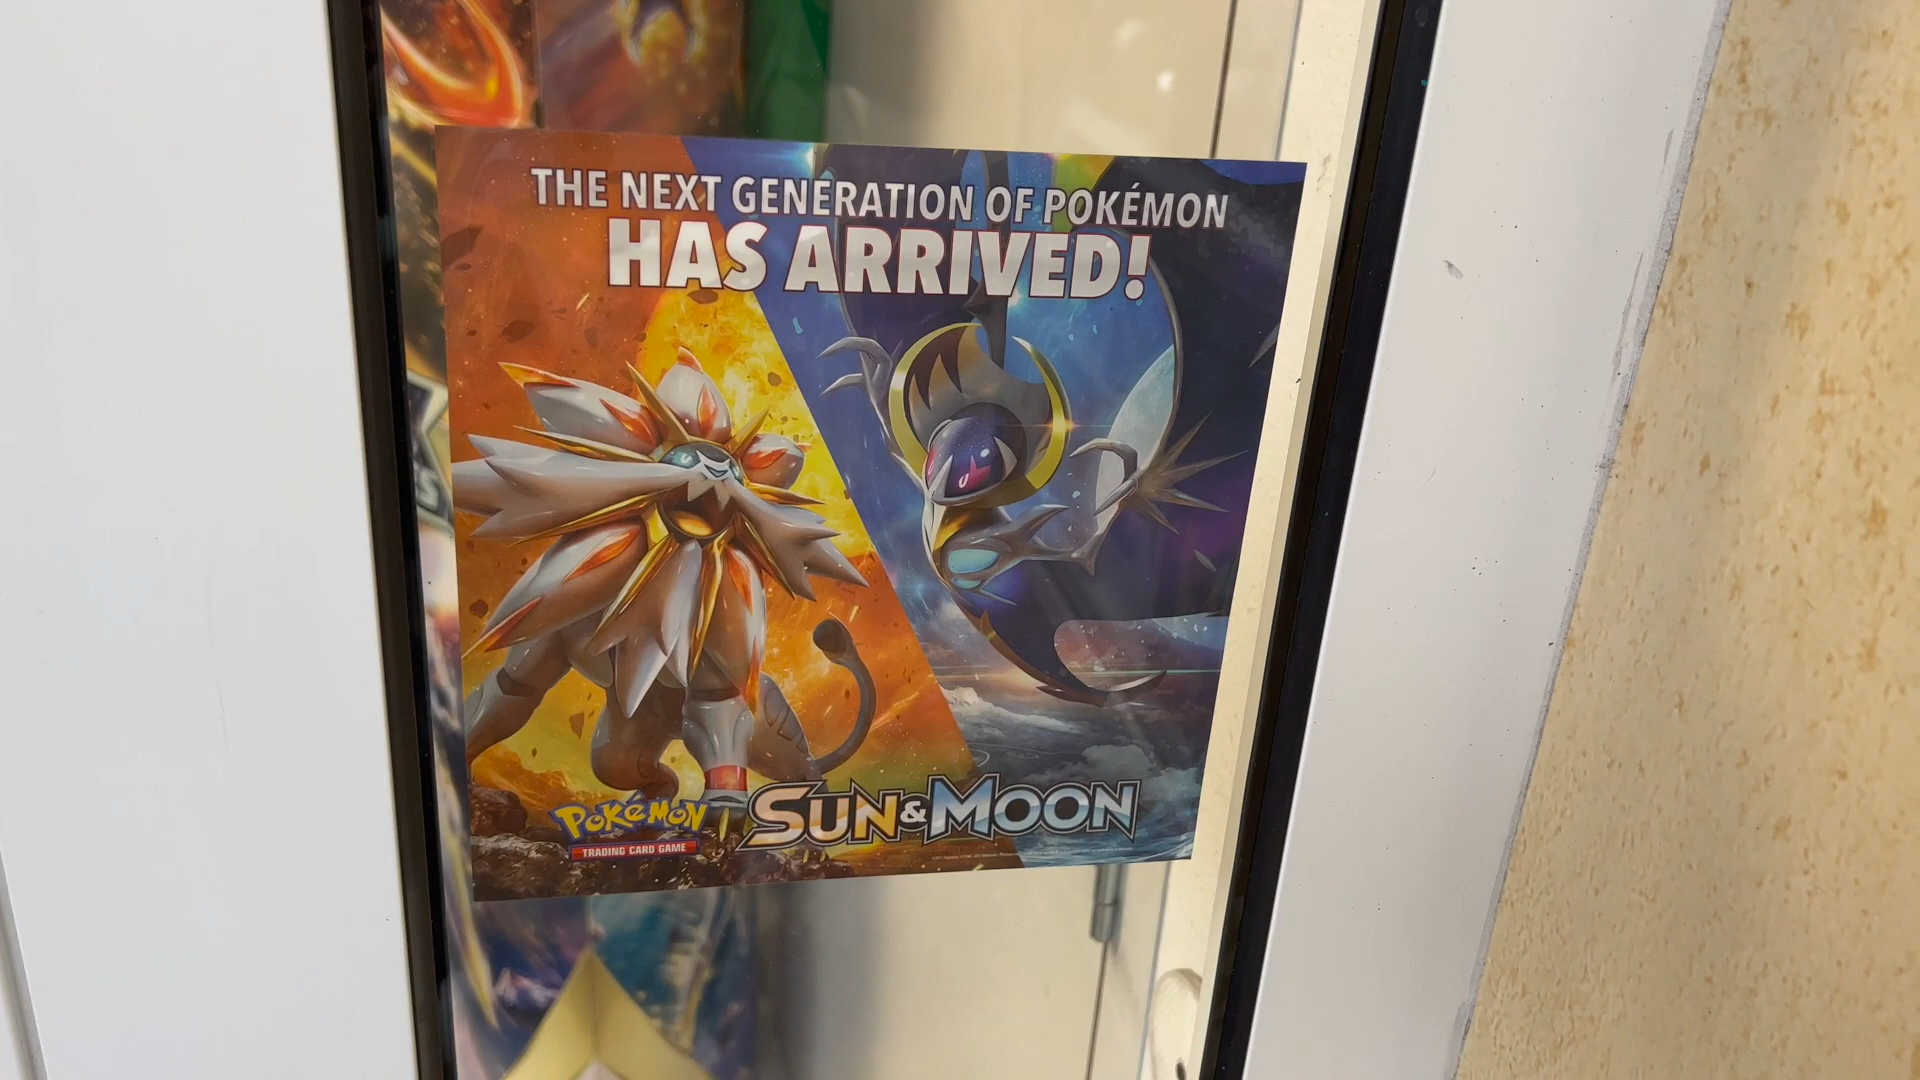 THE NEXT GENERATION OF POKÉMON
HAS ARRIVED!
POKéMON
TRADING CARD GAME
SUN & MOON